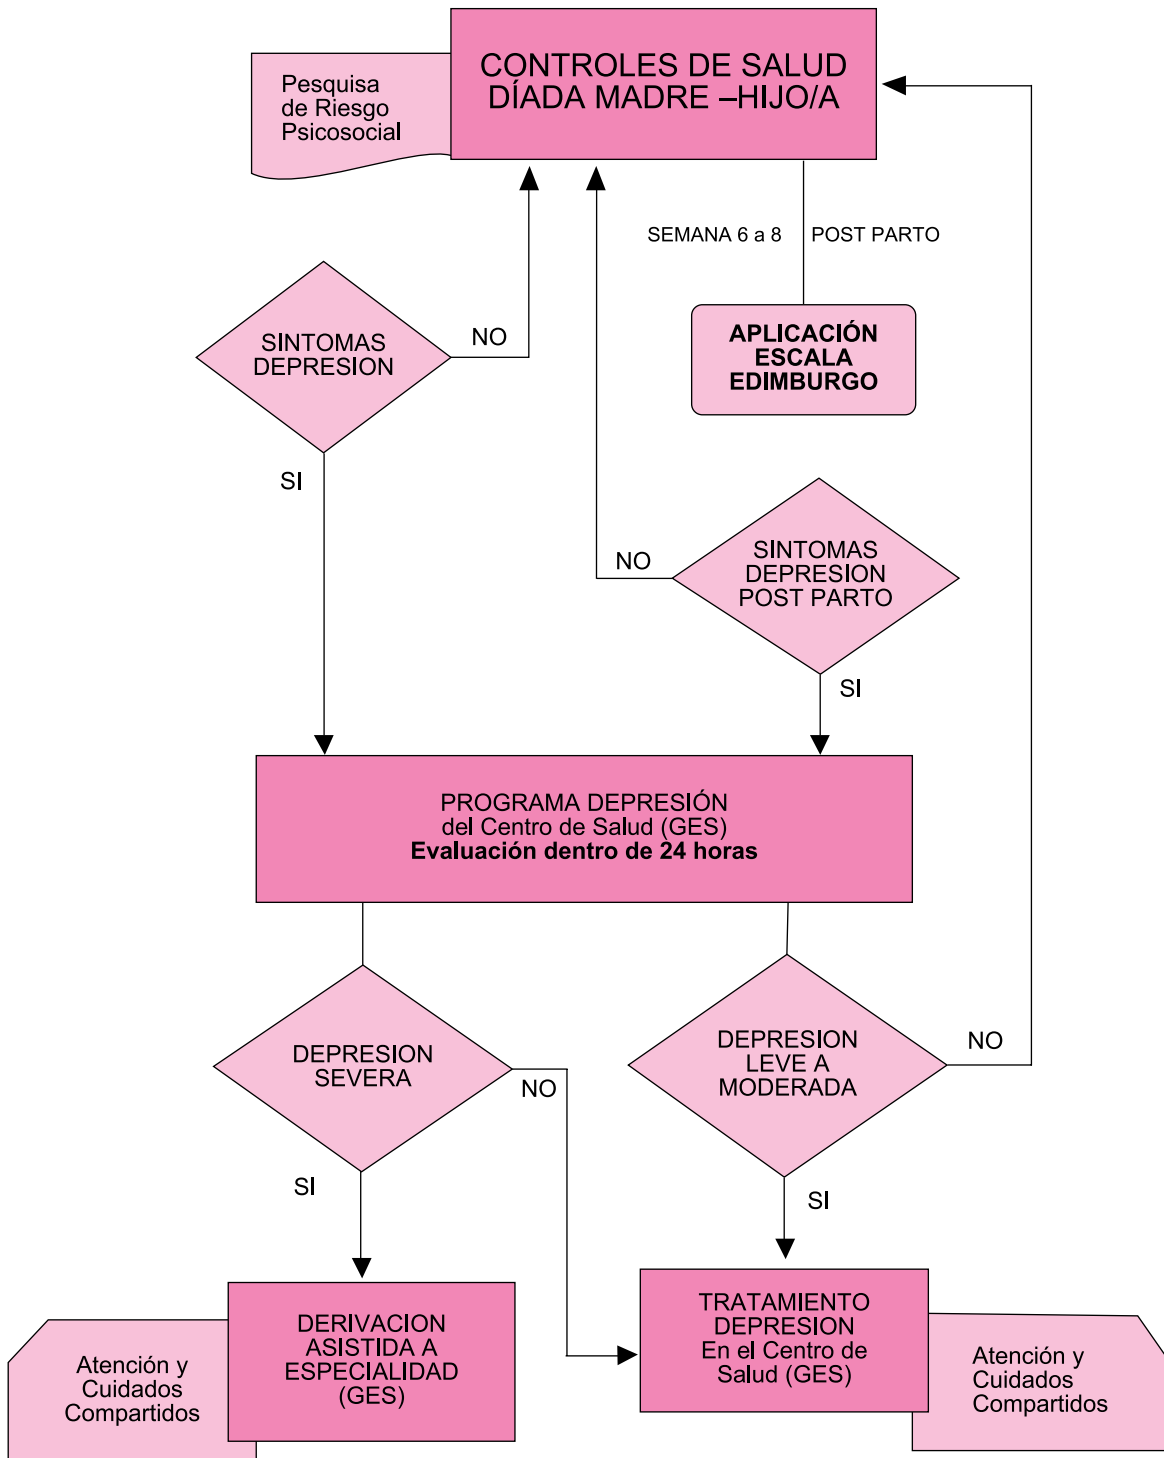 CONTROLES DE SALUD
DÍADA MADRE –HIJO/A
Pesquisa
de Riesgo
Psicosocial
SEMANA 6 a 8
POST PARTO
SINTOMAS
DEPRESION
NO
SI
APLICACIÓN
ESCALA
EDIMBURGO
SINTOMAS
DEPRESION
POST PARTO
NO
SI
PROGRAMA DEPRESIÓN
del Centro de Salud (GES)
Evaluación dentro de 24 horas
DEPRESION
SEVERA
NO
SI
DEPRESION
LEVE A
MODERADA
NO
SI
DERIVACION
ASISTIDA A
ESPECIALIDAD
(GES)
Atención y
Cuidados
Compartidos
TRATAMIENTO
DEPRESION
En el Centro de
Salud (GES)
Atención y
Cuidados
Compartidos